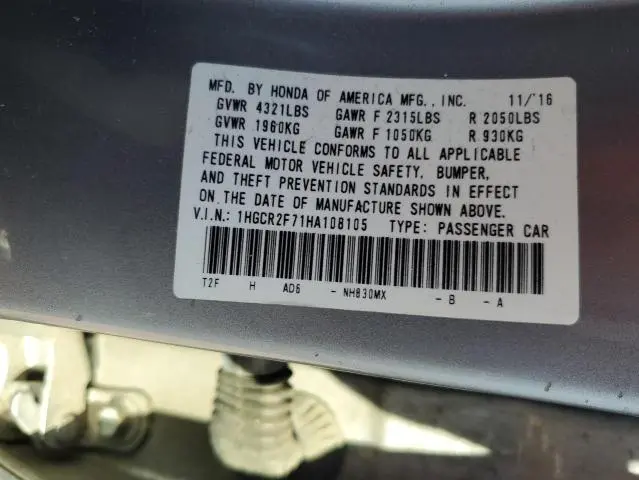 MFD. BY HONDA OF AMERICA MFG., INC. 11/'16
GVWR 4321LBS GAWR F 2315LBS R 2050LBS
GVWR 1960KG GAWR F 1050KG R 930KG
THIS VEHICLE CONFORMS TO ALL APPLICABLE
FEDERAL MOTOR VEHICLE SAFETY, BUMPER,
AND THEFT PREVENTION STANDARDS IN EFFECT
ON THE DATE OF MANUFACTURE SHOWN ABOVE.
V.I.N.: 1HGCR2F71HA108105 TYPE: PASSENGER CAR
T2F H AD6 - NH830MX - B - A